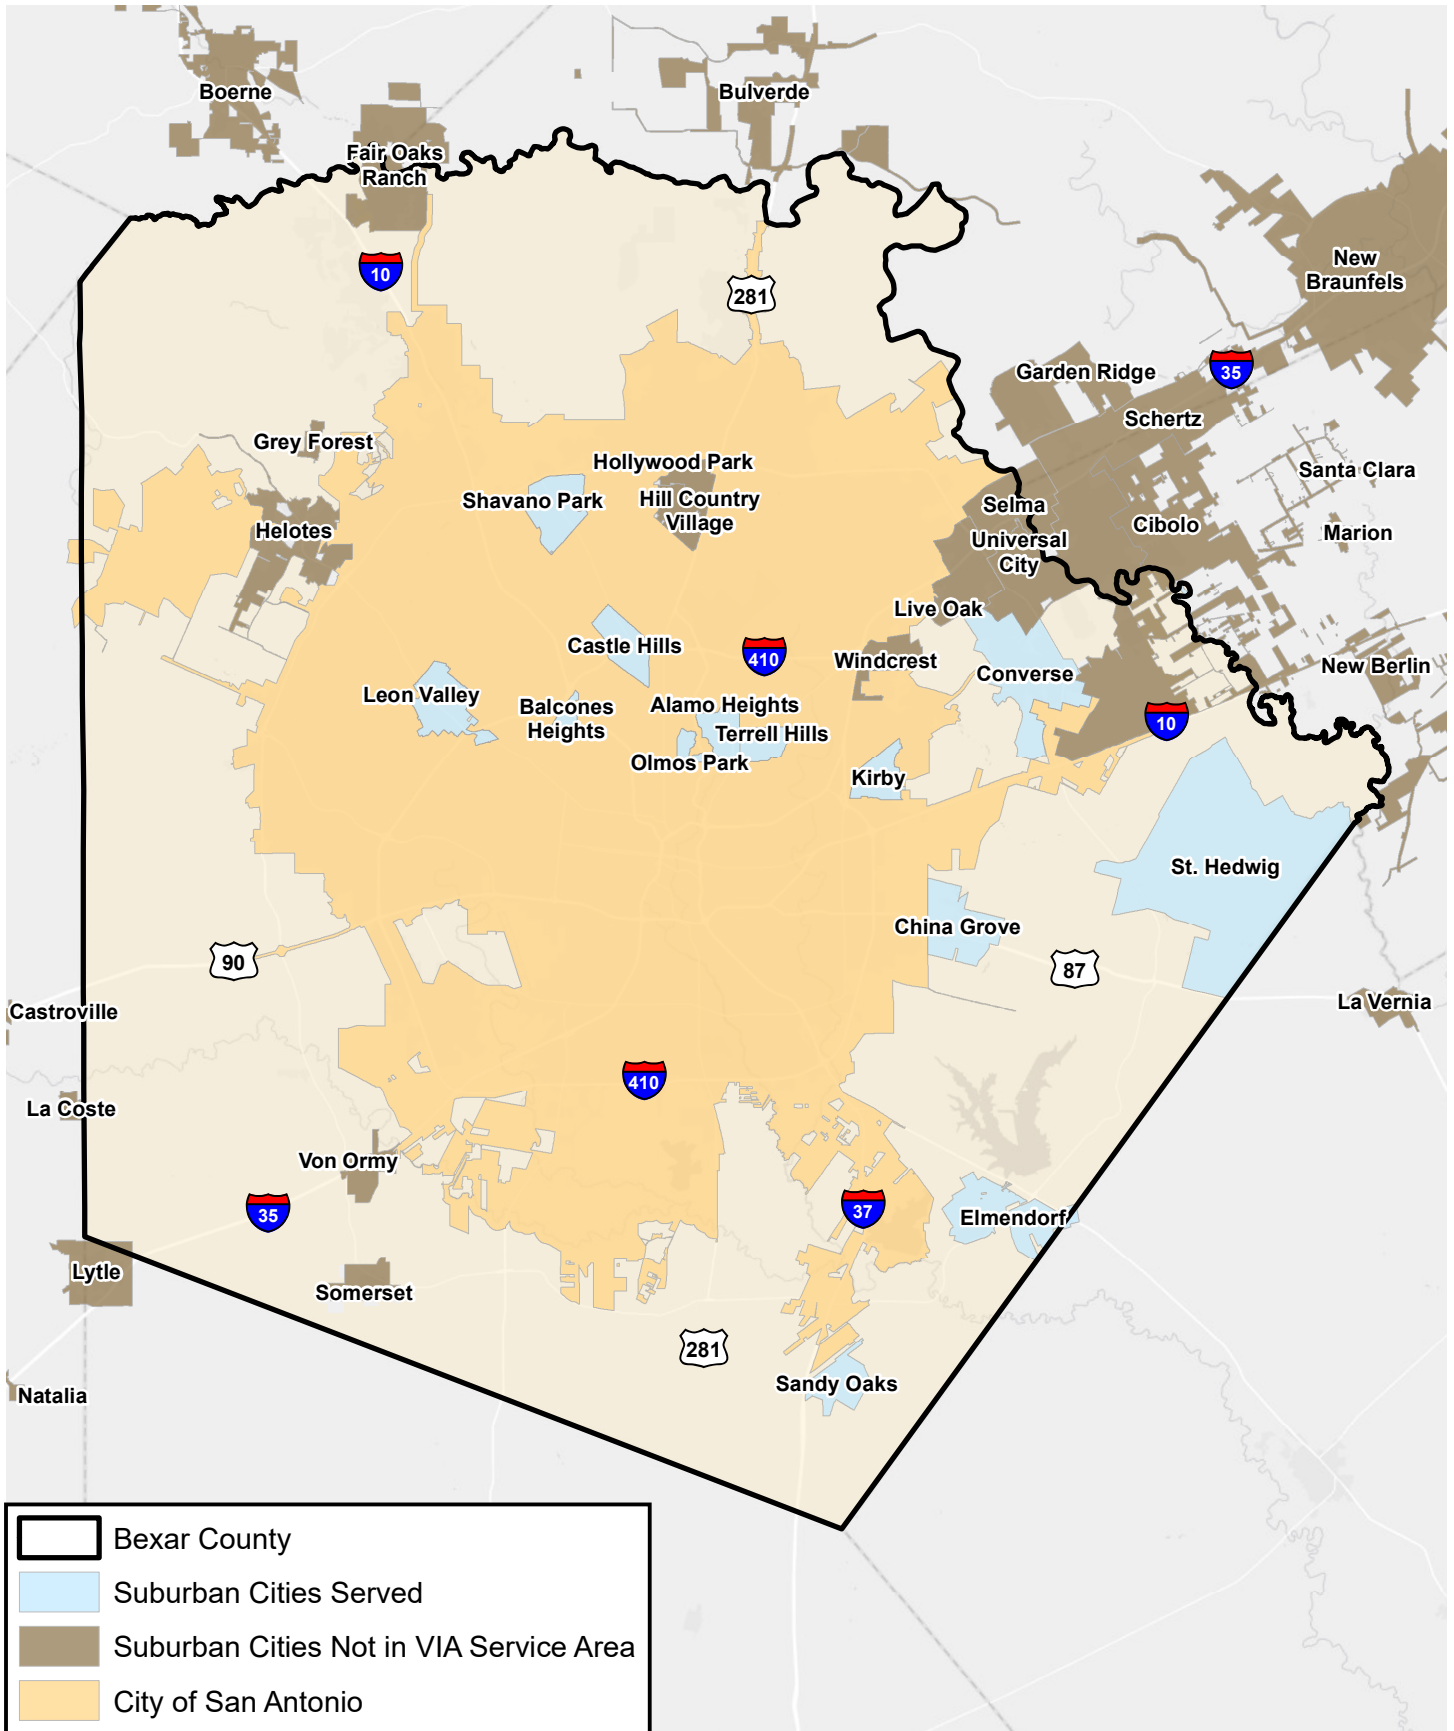 Boerne
Bulverde
Fair Oaks
Ranch
10
281
New
Braunfels
Garden Ridge
35
Schertz
Grey Forest
Hollywood Park
Santa Clara
Shavano Park
Hill Country
Village
Selma
Helotes
Cibolo
Marion
Universal
City
Live Oak
Castle Hills
410
Windcrest
Converse
New Berlin
Leon Valley
Balcones
Heights
Alamo Heights
Terrell Hills
10
Olmos Park
Kirby
St. Hedwig
China Grove
90
87
Castroville
La Vernia
410
La Coste
Von Ormy
35
37
Elmendorf
Lytle
Somerset
281
Sandy Oaks
Natalia
Bexar County
Suburban Cities Served
Suburban Cities Not in VIA Service Area
City of San Antonio